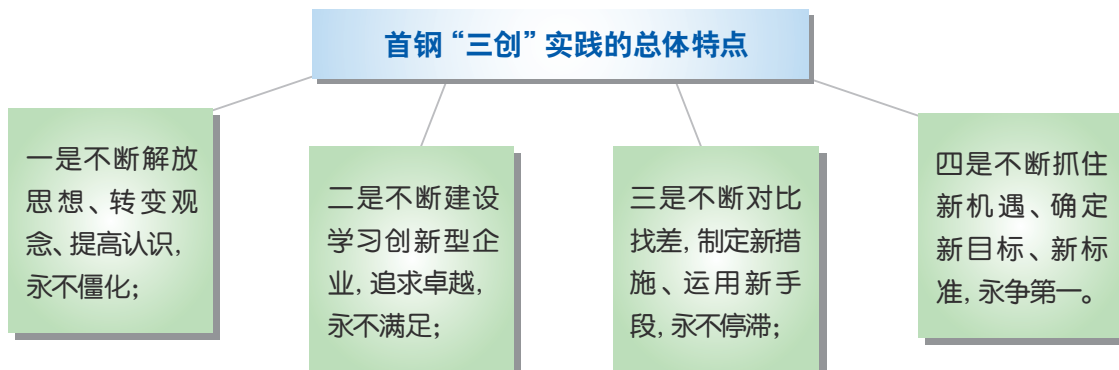 首钢“三创”实践的总体特点
一是不断解放
思想、转变观
念、提高认识，
永不僵化；
二是不断建设
学习创新型企
业，追求卓越，
永不满足；
三是不断对比
找差，制定新措
施、运用新手
段，永不停滞；
四是不断抓住
新机遇、确定
新目标、新标
准，永争第一。